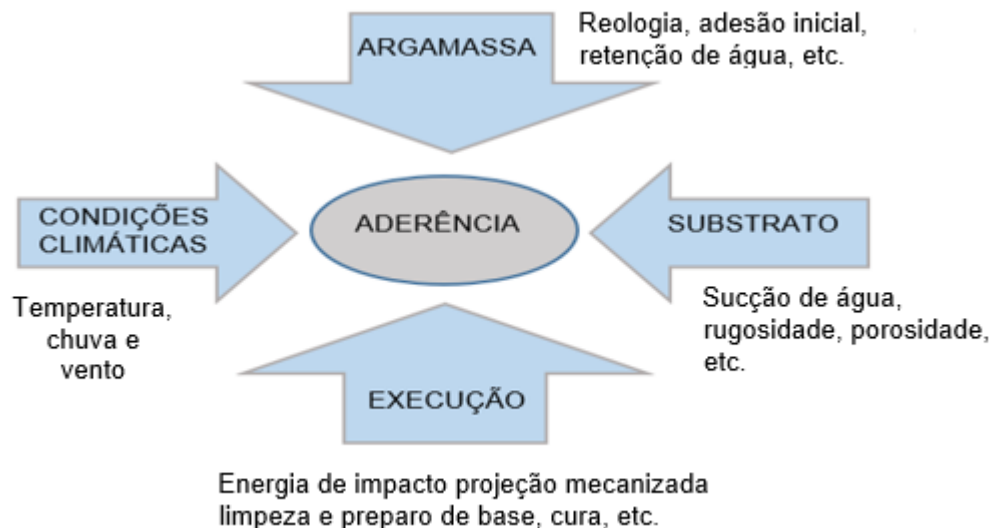 ARGAMASSA
Reologia, adesão inicial,
retenção de água, etc.
CONDIÇÕES
CLIMÁTICAS
ADERÊNCIA
SUBSTRATO
Temperatura,
chuva e
vento
Sucção de água,
rugosidade, porosidade,
etc.
EXECUÇÃO
Energia de impacto projeção mecanizada
limpeza e preparo de base, cura, etc.